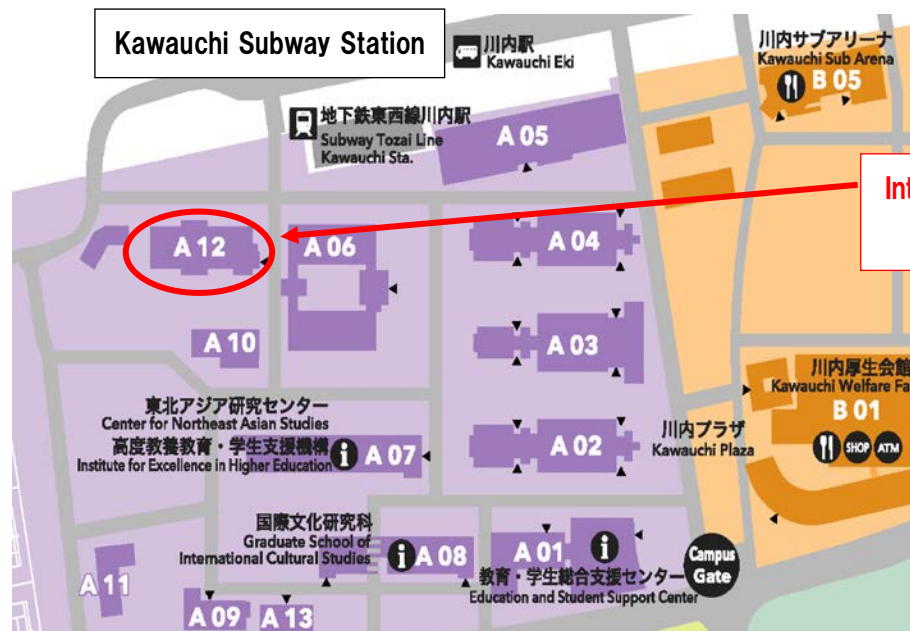 Kawauchi Subway Station
川内駅
Kawauchi Eki
川内サブアリーナ
Kawauchi Sub Arena
B 05
地下鉄東西線川内駅
Subway Tozai Line
Kawauchi Sta.
A 05
Int
A 12
A 06
A 04
A 10
A 03
川内厚生会館
Kawauchi Welfare Fa
B 01
SHOP ATM
東北アジア研究センター
Center for Northeast Asian Studies
高度教養教育・学生支援機構
Institute for Excellence in Higher Education
i A 07
A 02
川内プラザ
Kawauchi Plaza
国際文化研究科
Graduate School of
International Cultural Studies
i A 08
A 01 i
教育・学生総合支援センター
Education and Student Support Center
Campus
Gate
A 11
A 09
A 13